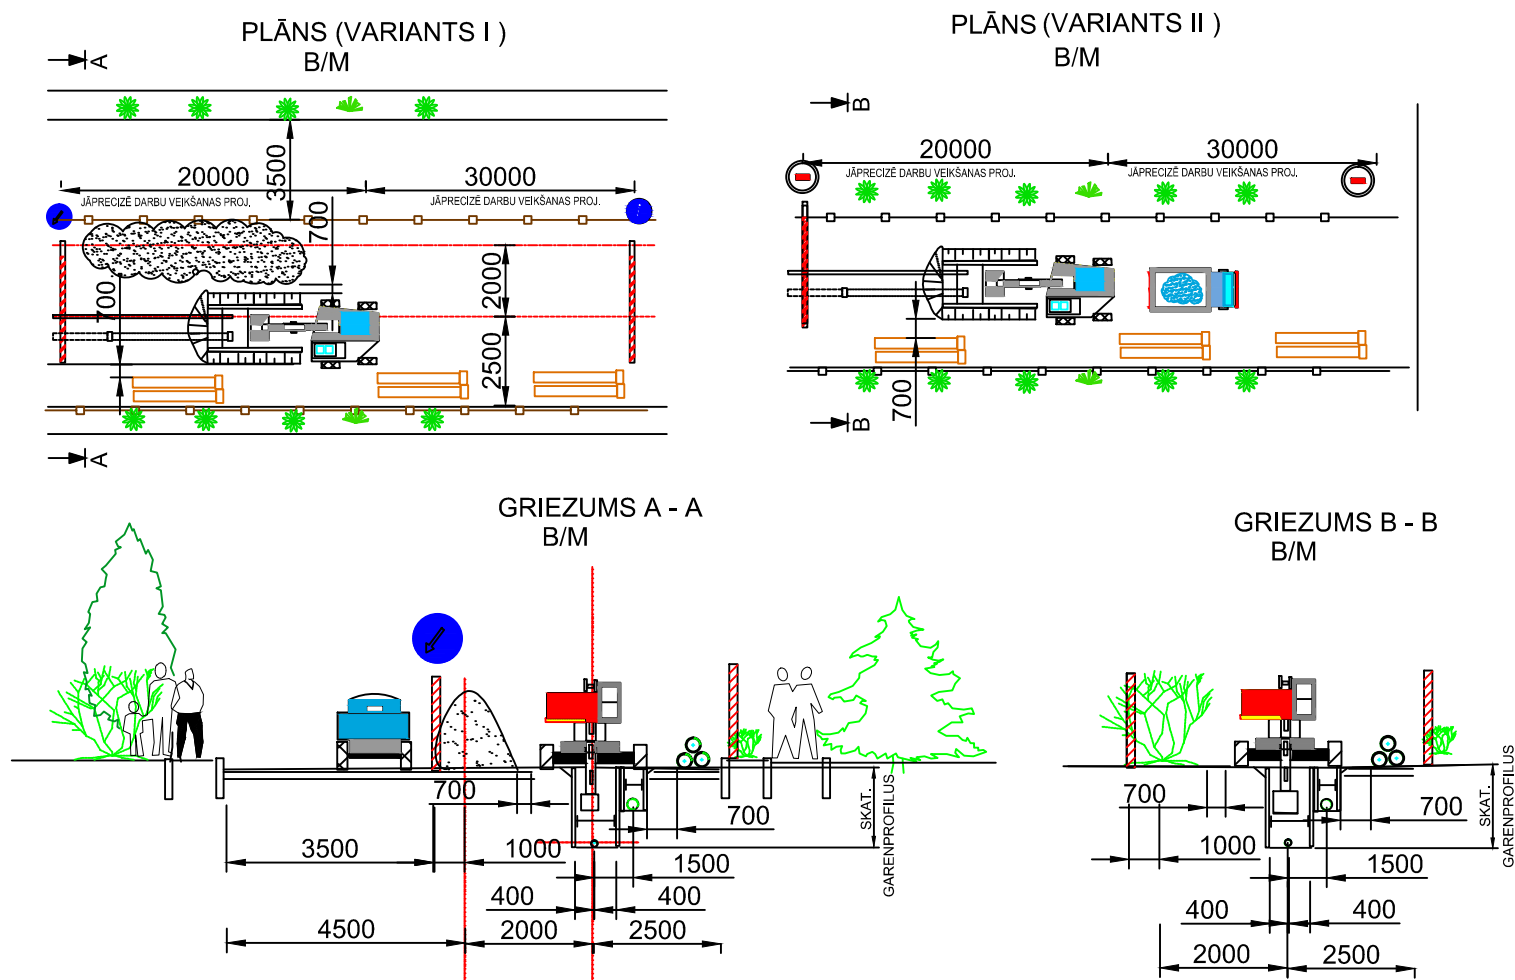 PLĀNS (VARIANTS I )
B/M
A
3500
20000
30000
JĀPRECIZĒ DARBU VEIKŠANAS PROJ.
JĀPRECIZĒ DARBU VEIKŠANAS PROJ.
700
2000
700
2500
A
PLĀNS (VARIANTS II )
B/M
B
20000
30000
JĀPRECIZĒ DARBU VEIKŠANAS PROJ.
JĀPRECIZĒ DARBU VEIKŠANAS PROJ.
700
B
GRIEZUMS A - A
B/M
700
700
3500
1000
1500
400
400
4500
2000
2500
SKAT.
GARENPROFILUS
GRIEZUMS B - B
B/M
700
700
1000
1500
400
400
2000
2500
SKAT.
GARENPROFILUS